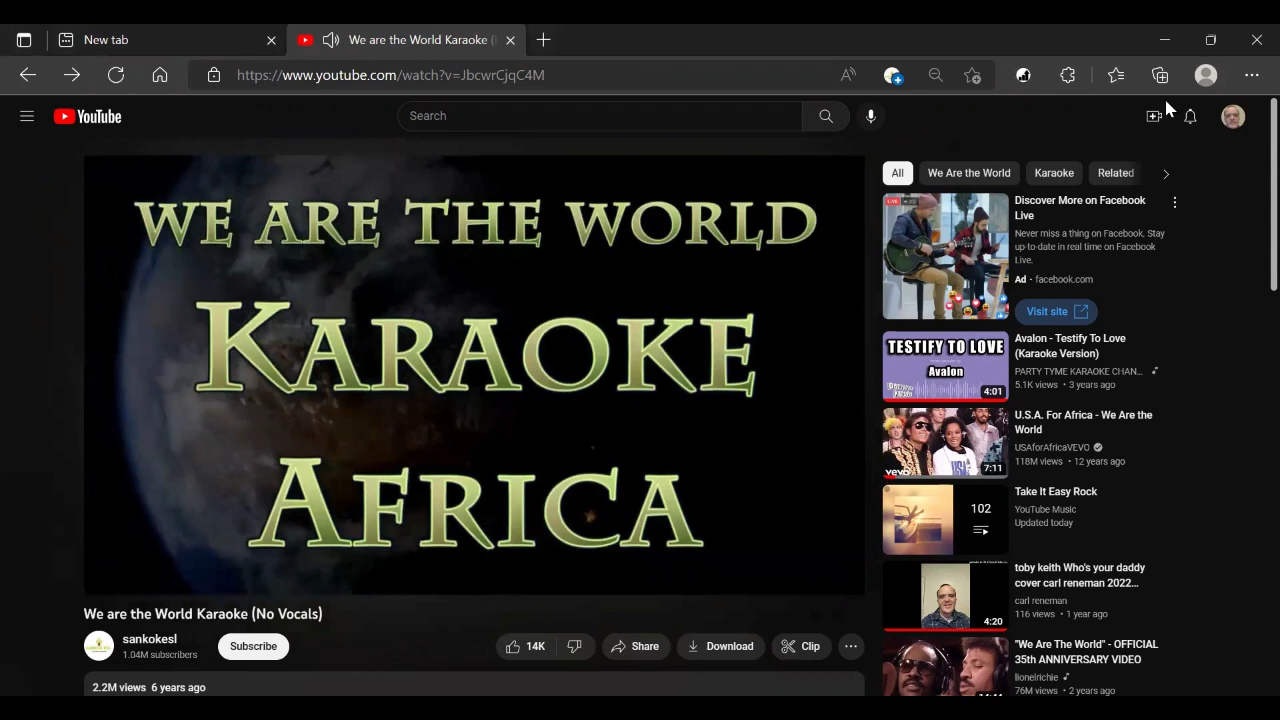 New tab
We are the World Karaoke (
https://www.youtube.com/watch?v=JbcwrCjqC4M
YouTube
Search
WE ARE THE WORLD
KARAOKE
AFRICA
We are the World Karaoke (No Vocals)
sankokesl
1.04M subscribers
Subscribe
14K
Share
Download
Clip
2.2M views 6 years ago
All
We Are the World
Karaoke
Related
LIVE
Discover More on Facebook
Live
Never miss a thing on Facebook. Stay
up-to-date in real time on Facebook
Live.
Ad • facebook.com
Visit site
TESTIFY TO LOVE
Avalon
4:01
Avalon - Testify To Love
(Karaoke Version)
PARTY TYME KARAOKE CHAN...
5.1K views • 3 years ago
vevo
7:11
U.S.A. For Africa - We Are the
World
USAforAfricaVEVO
118M views • 12 years ago
102
Take It Easy Rock
YouTube Music
Updated today
4:20
toby keith Who's your daddy
cover carl reneman 2022...
carl reneman
116 views • 1 year ago
"We Are The World" - OFFICIAL
35th ANNIVERSARY VIDEO
lionelrichie
76M views • 2 years ago